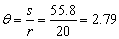 θ = s/r = 55.8/20 = 2.79